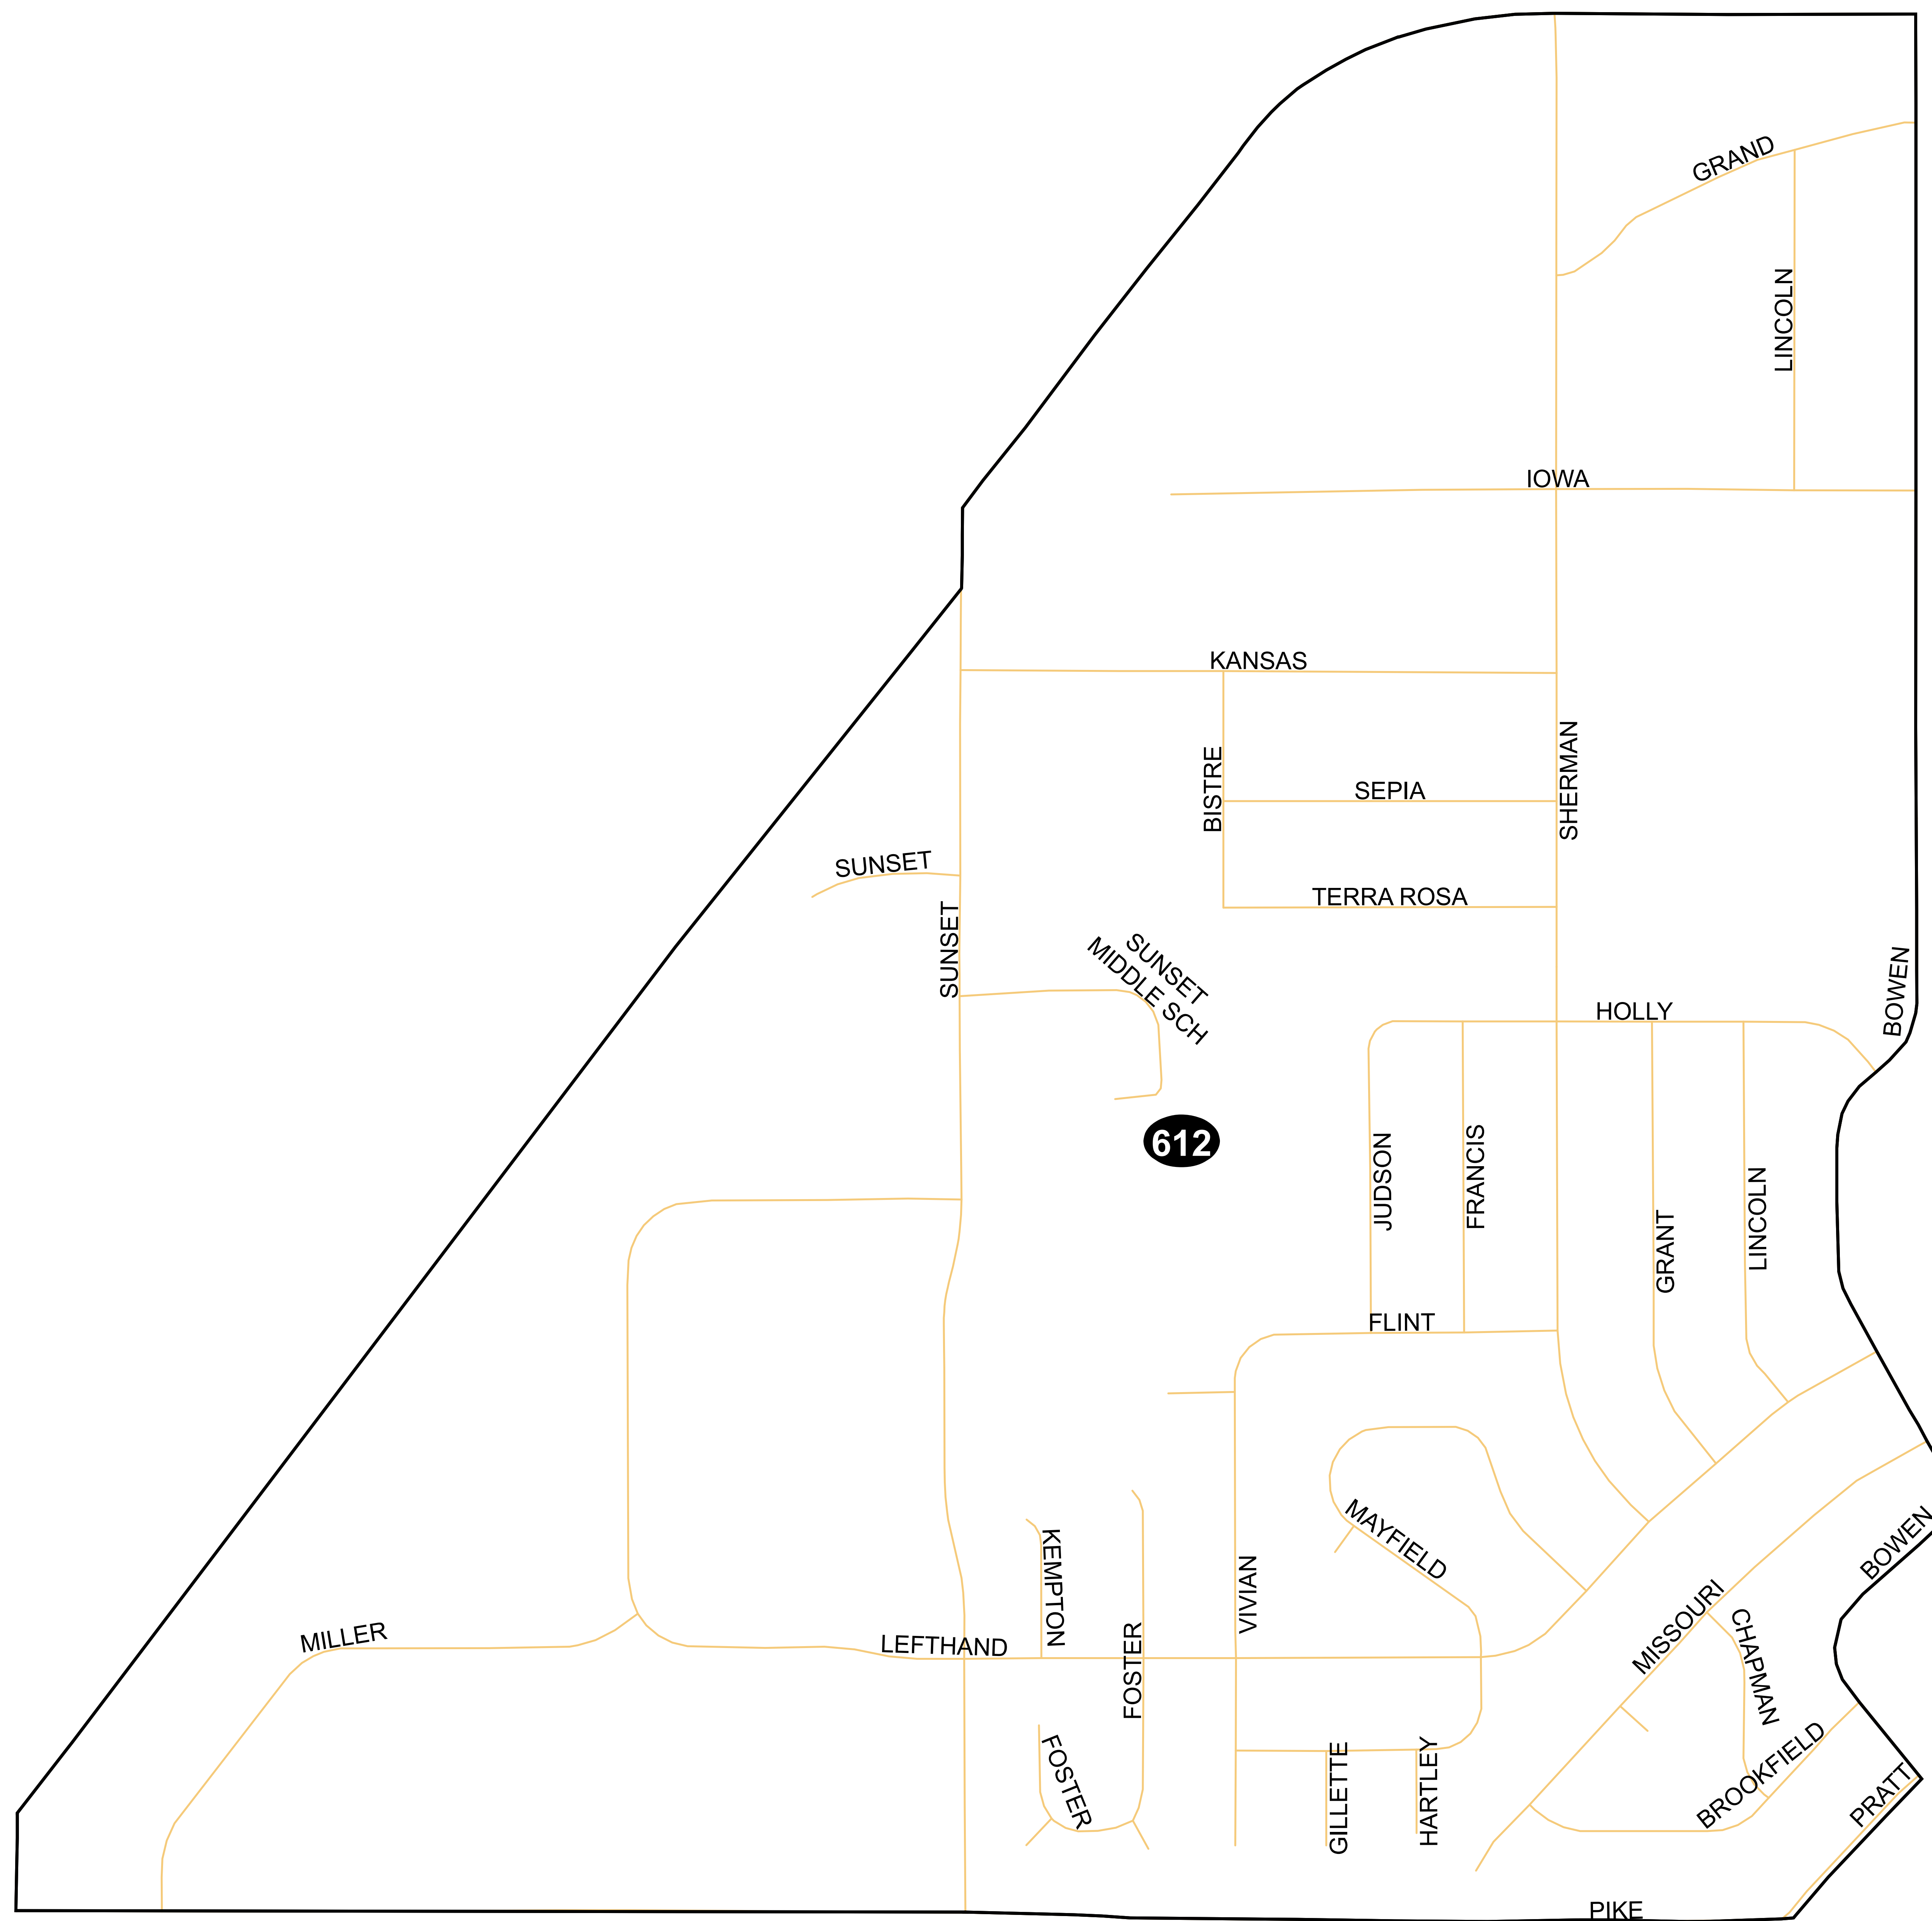 GRAND
LINCOLN
IOWA
KANSAS
BISTRE
SEPIA
SHERMAN
SUNSET
TERRA ROSA
SUNSET
SUNSET
MIDDLE SCH
BOWEN
HOLLY
612
JUDSON
FRANCIS
GRANT
LINCOLN
FLINT
MAYFIELD
KEMPTON
VIVIAN
BOWEN
MISSOURI
CHAPMAN
MILLER
LEFTHAND
FOSTER
FOSTER
GILLETTE
HARTLEY
BROOKFIELD
PRATT
PIKE